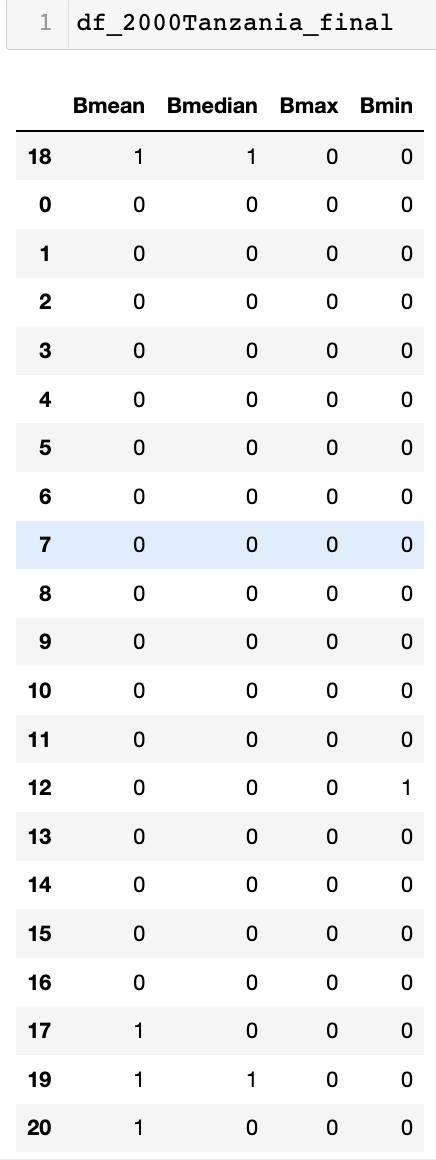 1 df_2000Tanzania_final
Bmean Bmedian Bmax Bmin
18 1 1 0 0
0 0 0 0 0
1 0 0 0 0
2 0 0 0 0
3 0 0 0 0
4 0 0 0 0
5 0 0 0 0
6 0 0 0 0
7 0 0 0 0
8 0 0 0 0
9 0 0 0 0
10 0 0 0 0
11 0 0 0 0
12 0 0 0 1
13 0 0 0 0
14 0 0 0 0
15 0 0 0 0
16 0 0 0 0
17 1 0 0 0
19 1 1 0 0
20 1 0 0 0